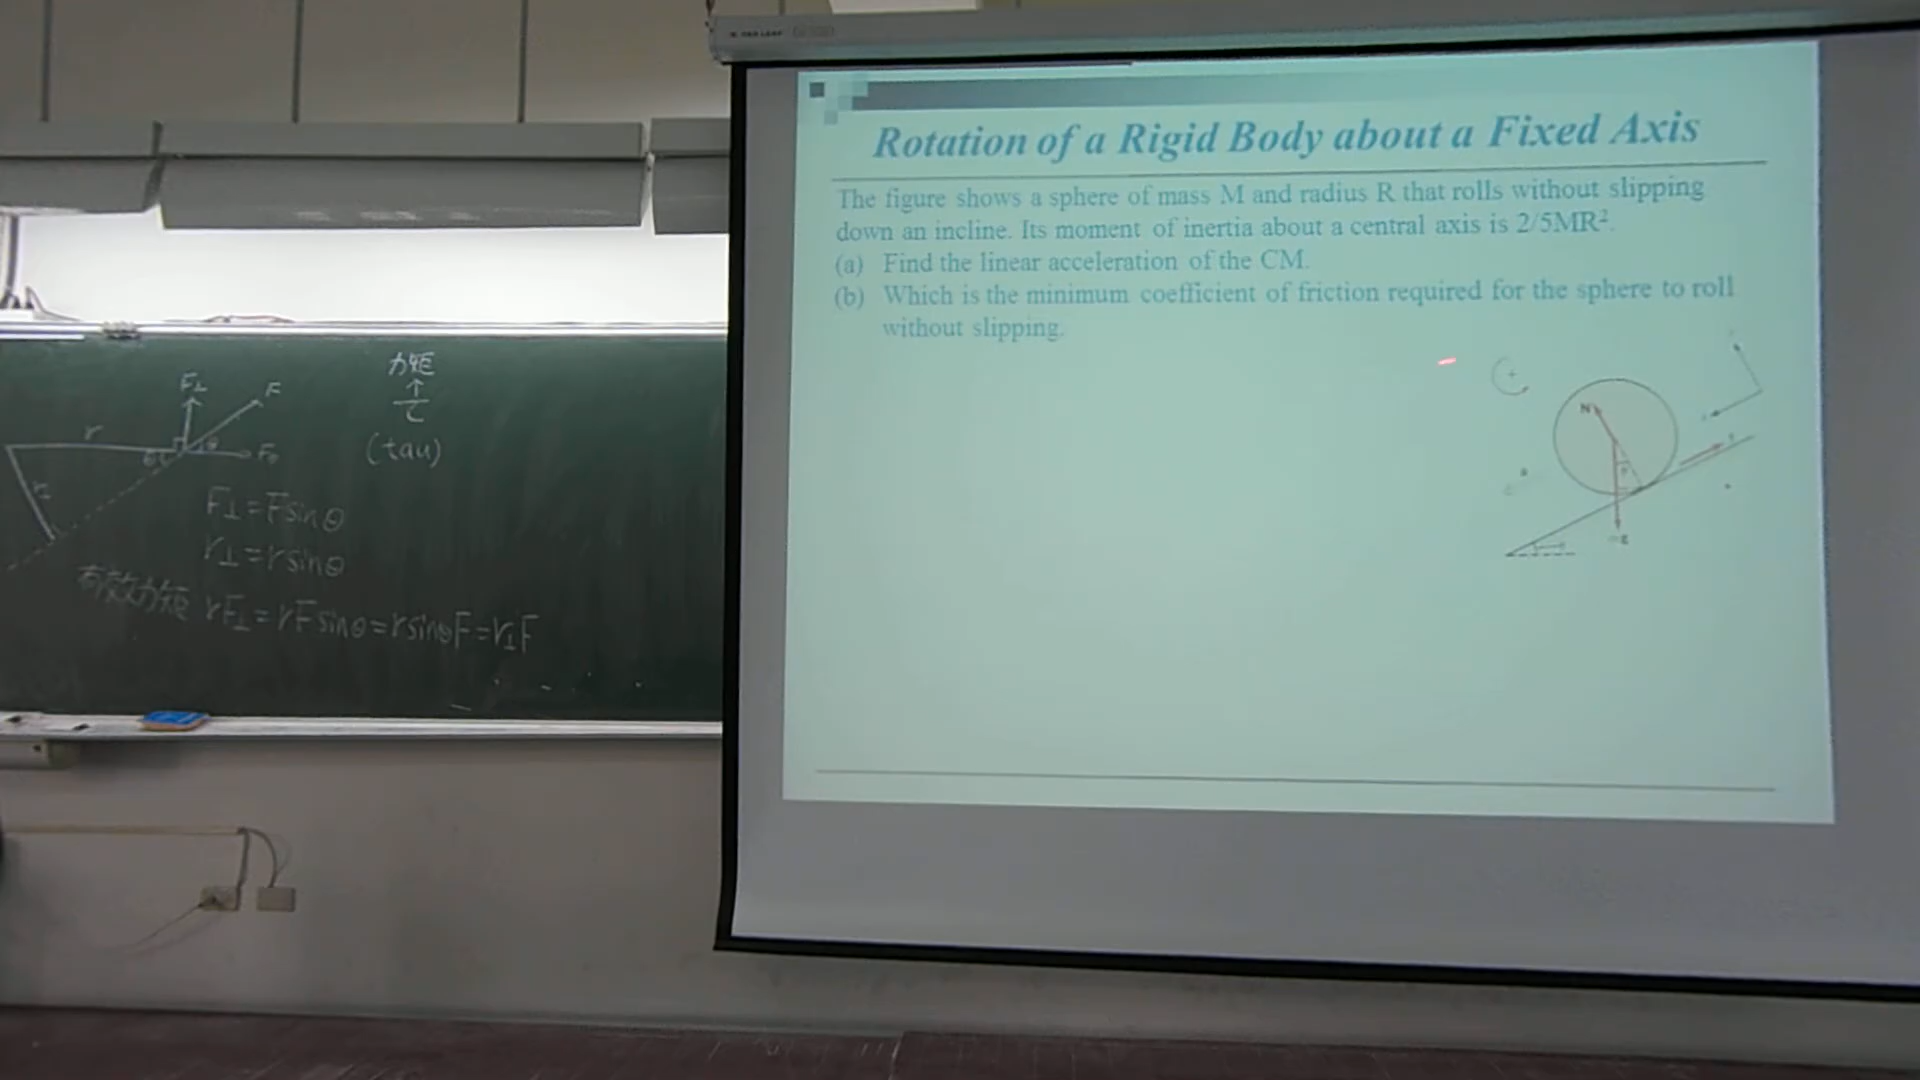 Rotation of a Rigid Body about a Fixed Axis
The figure shows a sphere of mass M and radius R that rolls without slipping
down an incline. Its moment of inertia about a central axis is 2/5MR².
(a) Find the linear acceleration of the CM.
(b) Which is the minimum coefficient of friction required for the sphere to roll
without slipping.
N
F⊥
F
r
θ
力矩
↑
τ
(tau)
F⊥=Fsinθ
r⊥=rsinθ
有效力矩 rF⊥=rFsinθ=rsinθF=r⊥F